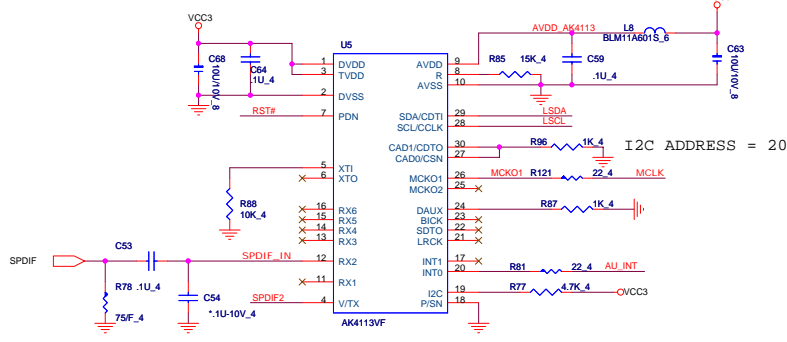 VCC3
AVDD_AK4113
L8
BLM11A601S_6
C68
10U/10V_8
C64
.1U_4
U5
R85
15K_4
C59
.1U_4
C63
10U/10V_8
1 DVDD
3 TVDD
2 DVSS
RST# 7 PDN
5 XTI
6 XTO
R88
10K_4
16 RX6
15 RX5
14 RX4
13 RX3
SPDIF
C53
.1U_4
SPDIF_IN 12 RX2
R78
75/F_4
C54
*.1U-10V_4
11 RX1
SPDIF2 4 V/TX
AK4113VF
AVDD 9
R 8
AVSS 10
SDA/CDTI 29 LSDA
SCL/CCLK 28 LSCL
CAD1/CDTO 30
CAD0/CSN 27
R96 1K_4
I2C ADDRESS = 20
MCKO1 26 MCKO1 R121 22_4 MCLK
MCKO2 25
DAUX 24 R87 1K_4
BICK 23
SDTO 22
LRCK 21
INT1 17
INT0 20 R81 22_4 AU_INT
I2C 19 R77 4.7K_4 VCC3
P/SN 18